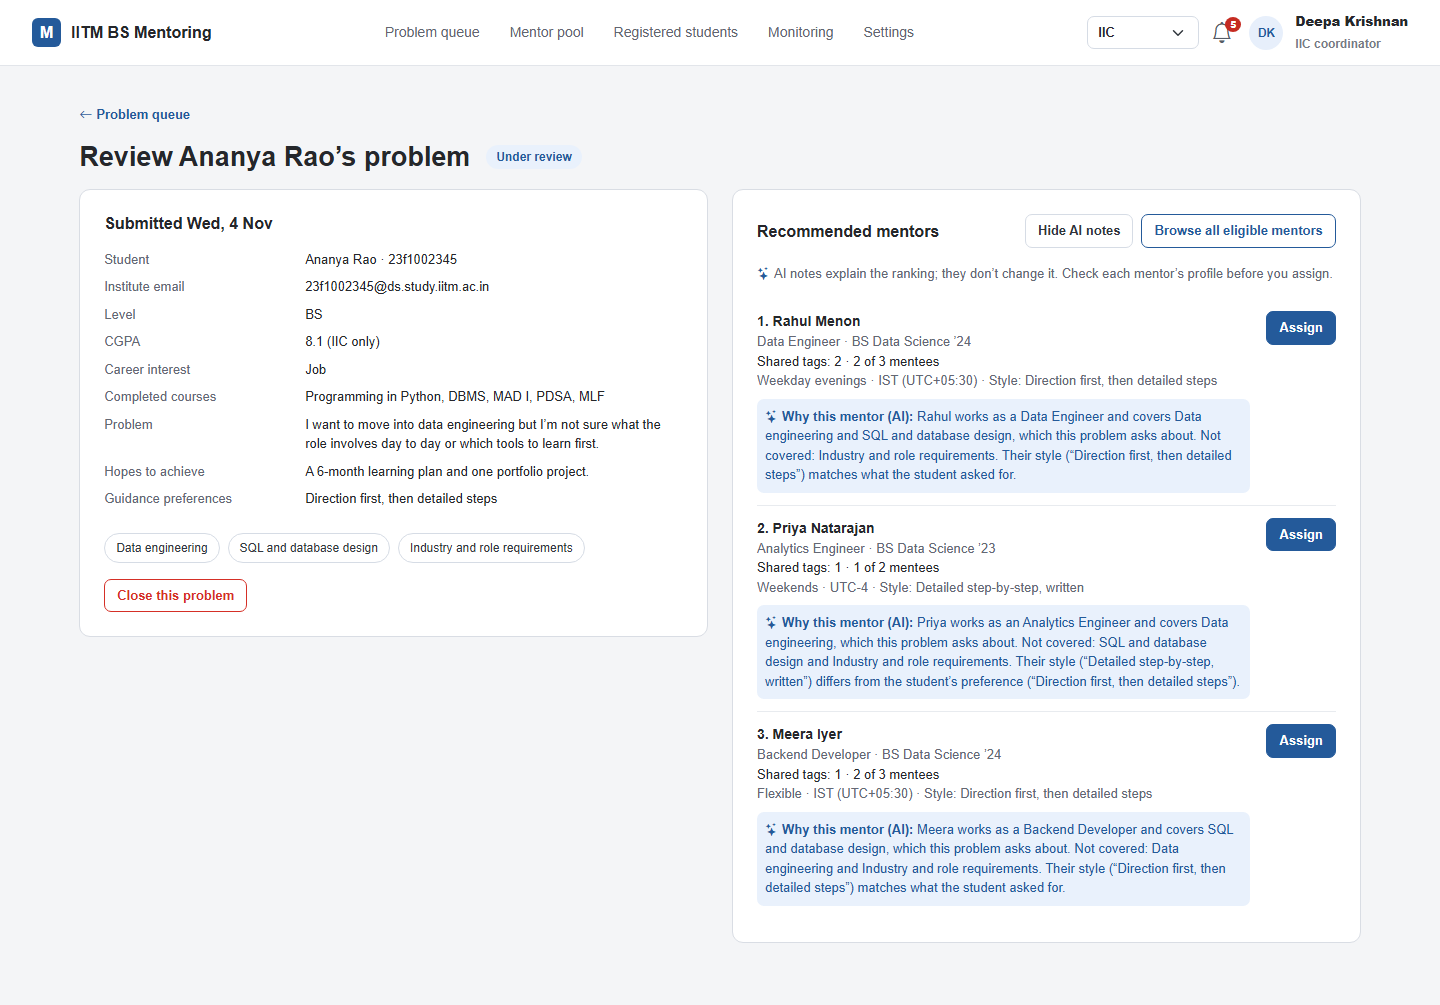 M IITM BS Mentoring
Problem queue
Mentor pool
Registered students
Monitoring
Settings
IIC
5
DK
Deepa Krishnan
IIC coordinator
← Problem queue
Review Ananya Rao’s problem
Under review
Submitted Wed, 4 Nov
Student Ananya Rao · 23f1002345
Institute email 23f1002345@ds.study.iitm.ac.in
Level BS
CGPA 8.1 (IIC only)
Career interest Job
Completed courses Programming in Python, DBMS, MAD I, PDSA, MLF
Problem I want to move into data engineering but I’m not sure what the
role involves day to day or which tools to learn first.
Hopes to achieve A 6-month learning plan and one portfolio project.
Guidance preferences Direction first, then detailed steps
Data engineering
SQL and database design
Industry and role requirements
Close this problem
Recommended mentors
Hide AI notes
Browse all eligible mentors
AI notes explain the ranking; they don’t change it. Check each mentor’s profile before you assign.
1. Rahul Menon
Assign
Data Engineer · BS Data Science ’24
Shared tags: 2 · 2 of 3 mentees
Weekday evenings · IST (UTC+05:30) · Style: Direction first, then detailed steps
Why this mentor (AI): Rahul works as a Data Engineer and covers Data
engineering and SQL and database design, which this problem asks about. Not
covered: Industry and role requirements. Their style (“Direction first, then detailed
steps”) matches what the student asked for.
2. Priya Natarajan
Assign
Analytics Engineer · BS Data Science ’23
Shared tags: 1 · 1 of 2 mentees
Weekends · UTC-4 · Style: Detailed step-by-step, written
Why this mentor (AI): Priya works as an Analytics Engineer and covers Data
engineering, which this problem asks about. Not covered: SQL and database
design and Industry and role requirements. Their style (“Detailed step-by-step,
written”) differs from the student’s preference (“Direction first, then detailed steps”).
3. Meera Iyer
Assign
Backend Developer · BS Data Science ’24
Shared tags: 1 · 2 of 3 mentees
Flexible · IST (UTC+05:30) · Style: Direction first, then detailed steps
Why this mentor (AI): Meera works as a Backend Developer and covers SQL
and database design, which this problem asks about. Not covered: Data
engineering and Industry and role requirements. Their style (“Direction first, then
detailed steps”) matches what the student asked for.